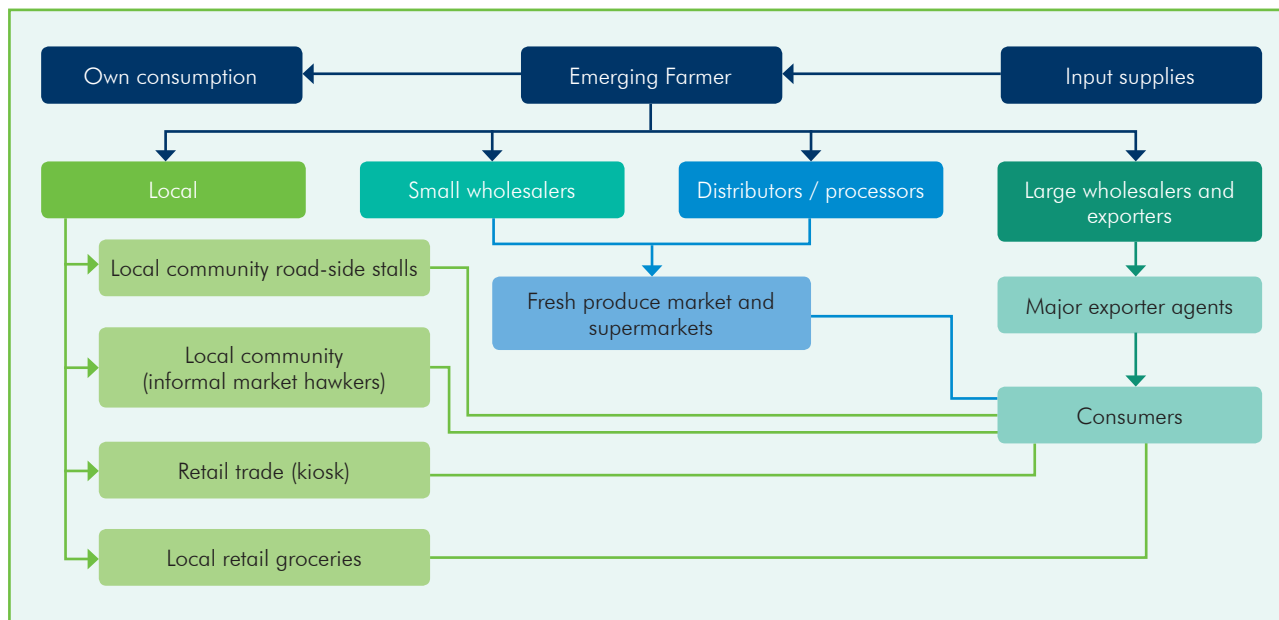 Own consumption
Emerging Farmer
Input supplies
Local
Small wholesalers
Distributors / processors
Large wholesalers and
exporters
Local community road-side stalls
Fresh produce market and
supermarkets
Major exporter agents
Local community
(informal market hawkers)
Consumers
Retail trade (kiosk)
Local retail groceries